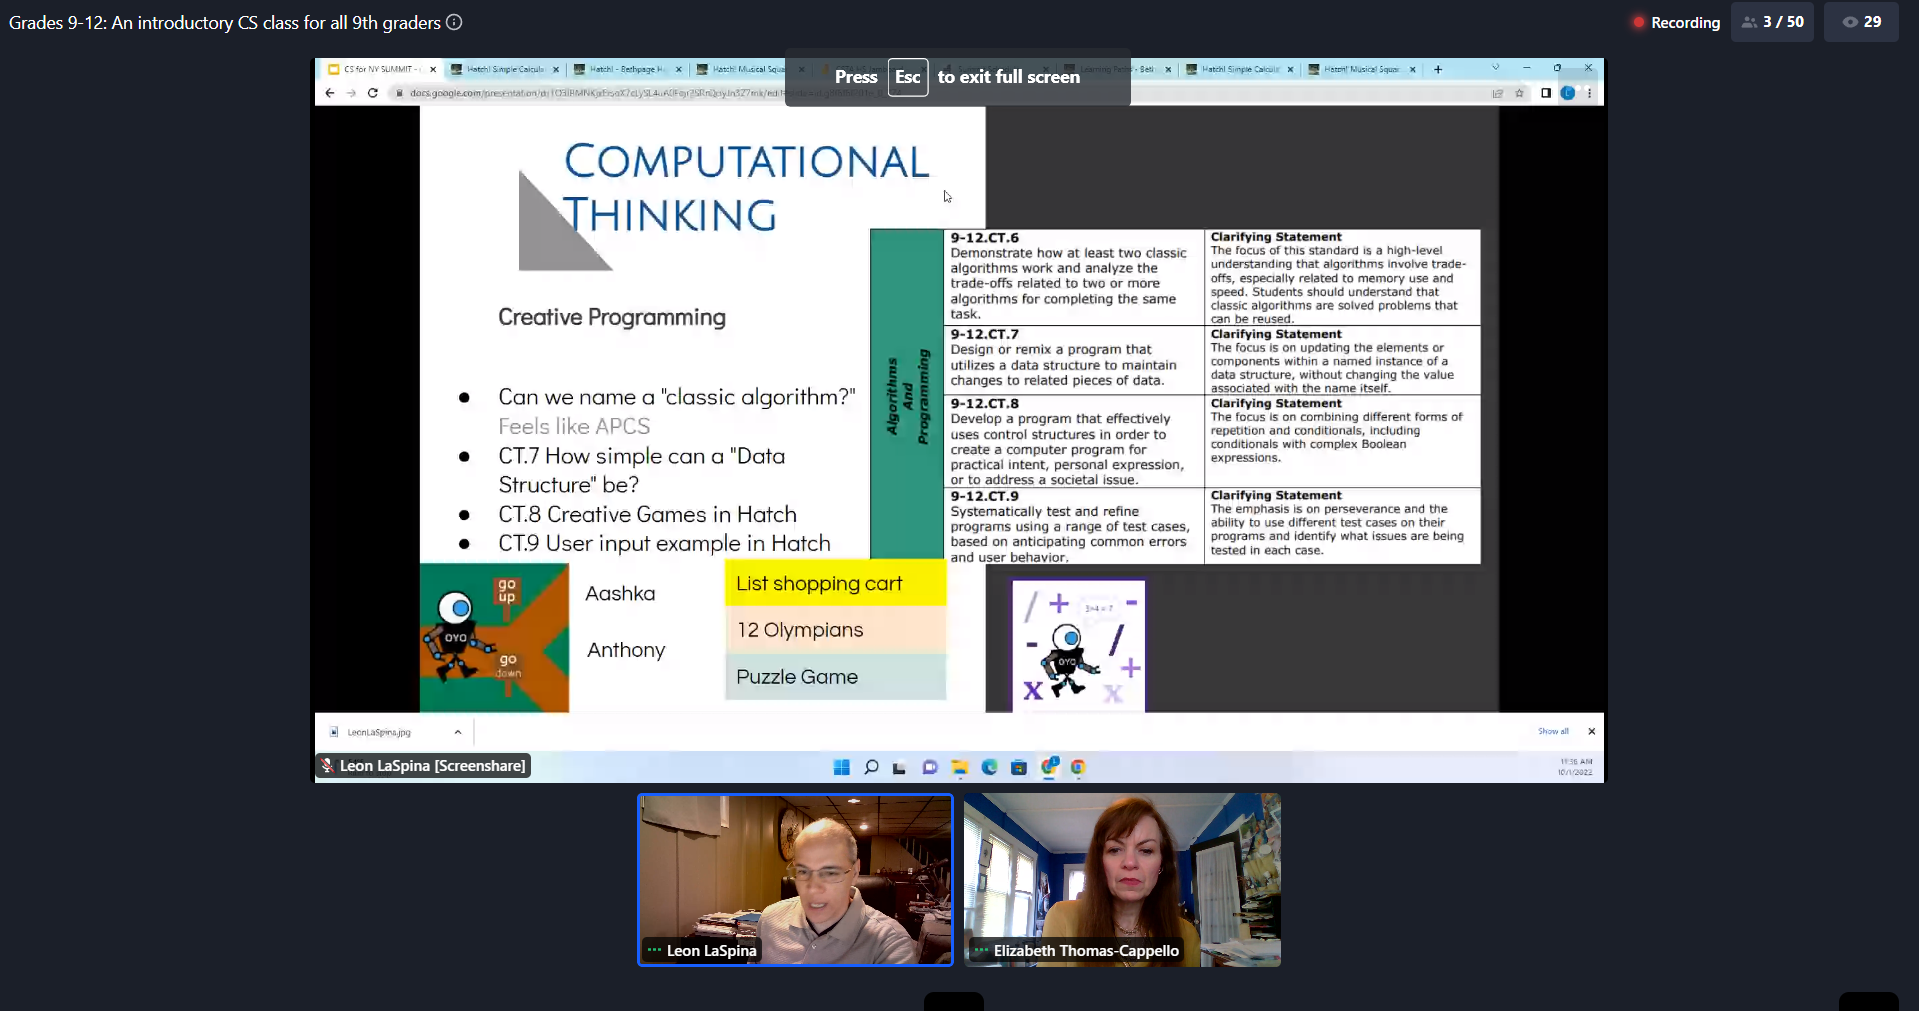 Grades 9-12: An introductory CS class for all 9th graders
Recording
3 / 50
29
CS for NY SUMMIT -
Hatch! Simple Calcula
Hatch! - Bethpage H
Hatch! Musical Squa
Hatch! Simple Calcula
Hatch! Musical Squar
Press Esc to exit full screen
COMPUTATIONAL
THINKING
Creative Programming
● Can we name a "classic algorithm?"
Feels like APCS
● CT.7 How simple can a "Data
Structure" be?
● CT.8 Creative Games in Hatch
● CT.9 User input example in Hatch
Algorithms
And
Programming
9-12.CT.6
Demonstrate how at least two classic
algorithms work and analyze the
trade-offs related to two or more
algorithms for completing the same
task.
Clarifying Statement
The focus of this standard is a high-level
understanding that algorithms involve trade-
offs, especially related to memory use and
speed. Students should understand that
classic algorithms are solved problems that
can be reused.
9-12.CT.7
Design or remix a program that
utilizes a data structure to maintain
changes to related pieces of data.
Clarifying Statement
The focus is on updating the elements or
components within a named instance of a
data structure, without changing the value
associated with the name itself.
9-12.CT.8
Develop a program that effectively
uses control structures in order to
create a computer program for
practical intent, personal expression,
or to address a societal issue.
Clarifying Statement
The focus is on combining different forms of
repetition and conditionals, including
conditionals with complex Boolean
expressions.
9-12.CT.9
Systematically test and refine
programs using a range of test cases,
based on anticipating common errors
and user behavior.
Clarifying Statement
The emphasis is on perseverance and the
ability to use different test cases on their
programs and identify what issues are being
tested in each case.
go
up
OYO
go
down
Aashka
Anthony
List shopping cart
12 Olympians
Puzzle Game
3+4 = 7
OYO
LeonLaSpina.jpg
Show all
Leon LaSpina [Screenshare]
11:36 AM
10/1/2022
Leon LaSpina
Elizabeth Thomas-Cappello